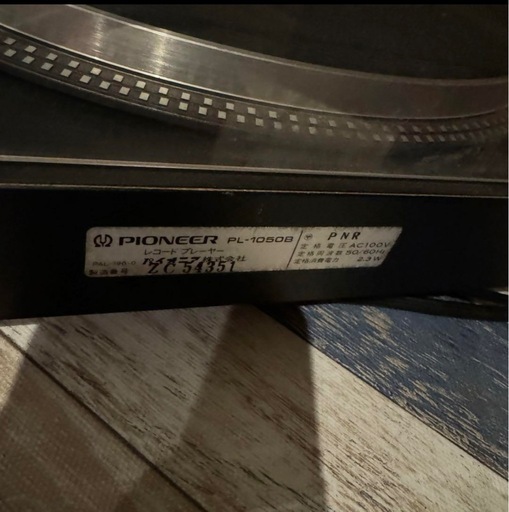 PIONEER PL-1050B
レコード プレーヤー
パイオニア株式会社
製造番号 ZC54351
PNR
定格電圧 AC100V
定格周波数 50/60Hz
定格消費電力 2.3W